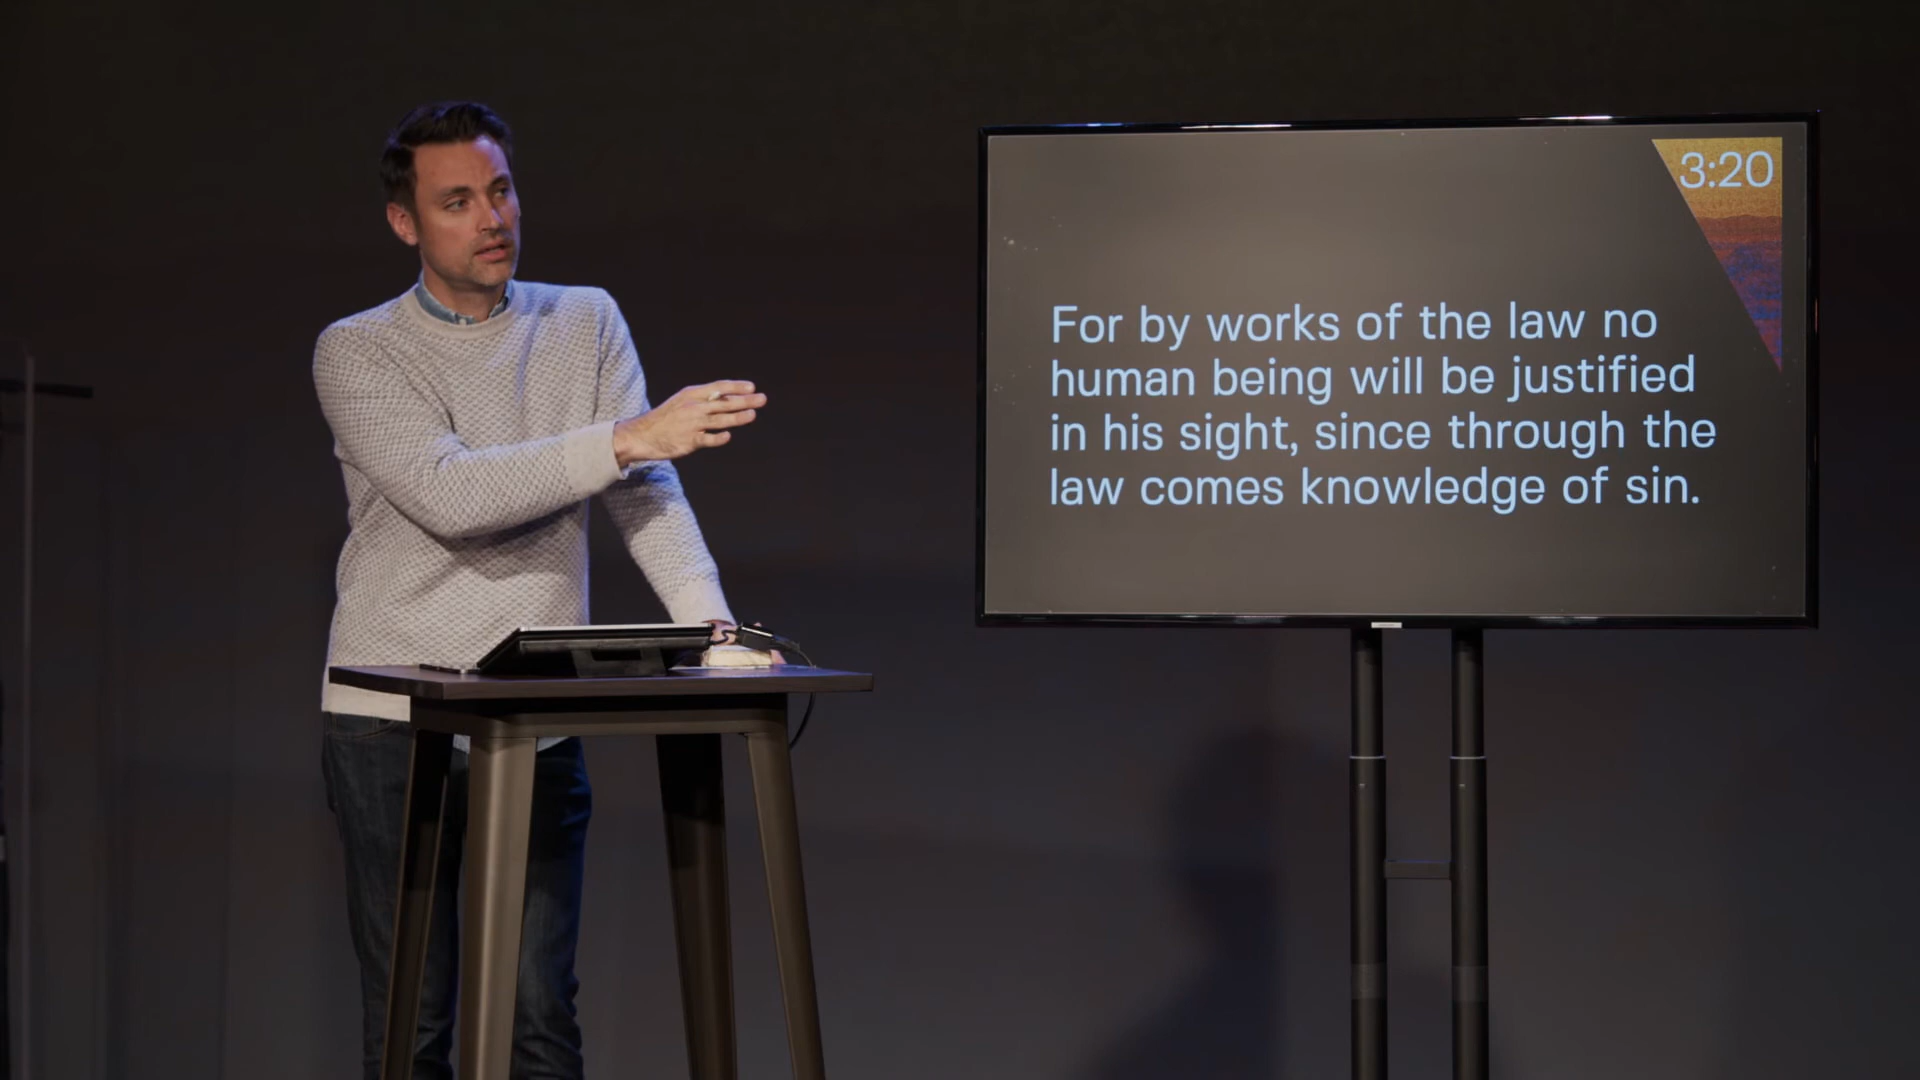 3:20
For by works of the law no
human being will be justified
in his sight, since through the
law comes knowledge of sin.